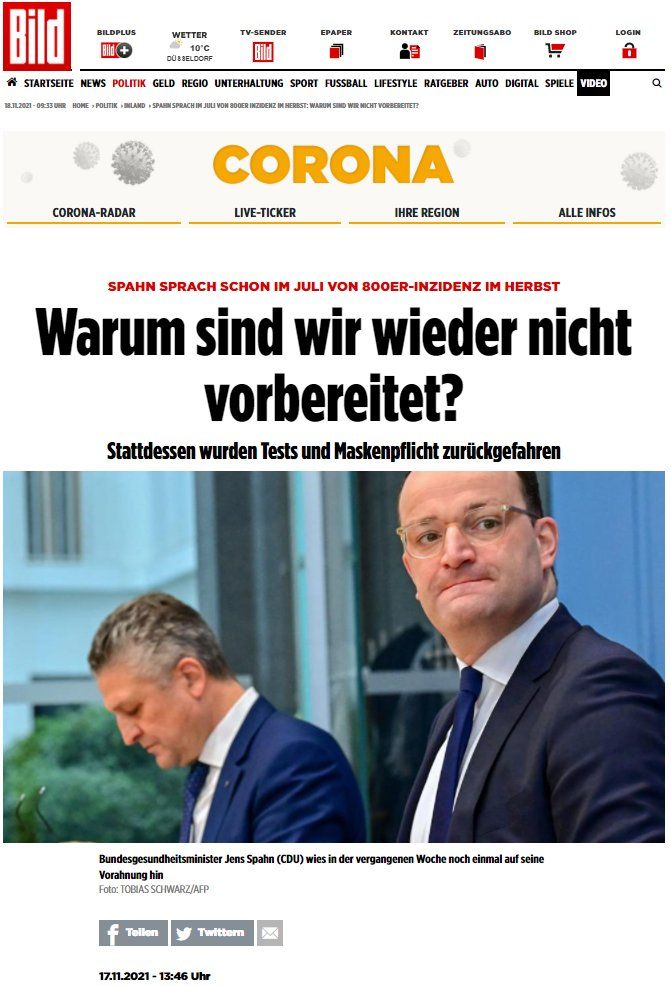 Bild
BILDPLUS
Bild
WETTER
10°C
DÜSSELDORF
TV-SENDER
Bild
EPAPER
KONTAKT
ZEITUNGSABO
BILD SHOP
LOGIN
STARTSEITE NEWS POLITIK GELD REGIO UNTERHALTUNG SPORT FUSSBALL LIFESTYLE RATGEBER AUTO DIGITAL SPIELE VIDEO
18.11.2021 - 09:33 UHR HOME › POLITIK › INLAND › SPAHN SPRACH IM JULI VON 800ER INZIDENZ IM HERBST: WARUM SIND WIR NICHT VORBEREITET?
CORONA
CORONA-RADAR LIVE-TICKER IHRE REGION ALLE INFOS
SPAHN SPRACH SCHON IM JULI VON 800ER-INZIDENZ IM HERBST
Warum sind wir wieder nicht
vorbereitet?
Stattdessen wurden Tests und Maskenpflicht zurückgefahren
Bundesgesundheitsminister Jens Spahn (CDU) wies in der vergangenen Woche noch einmal auf seine
Vorahnung hin
Foto: TOBIAS SCHWARZ/AFP
Teilen Twittern
17.11.2021 - 13:46 Uhr